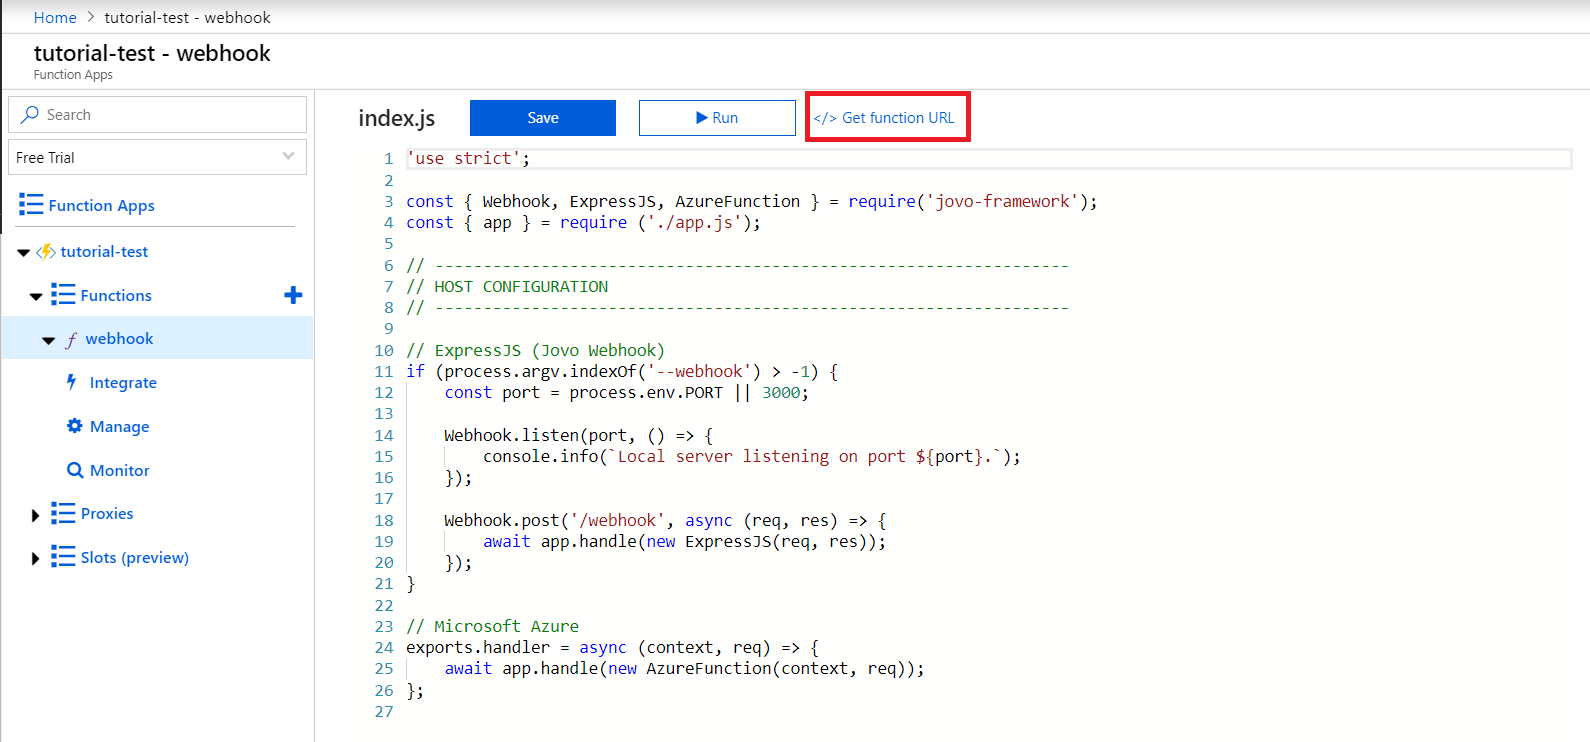 Home > tutorial-test - webhook
tutorial-test - webhook
Function Apps
Search
Free Trial
Function Apps
tutorial-test
Functions
webhook
Integrate
Manage
Monitor
Proxies
Slots (preview)
index.js
Save
Run
</> Get function URL
1 'use strict';
2
3 const { Webhook, ExpressJS, AzureFunction } = require('jovo-framework');
4 const { app } = require ('./app.js');
5
6 // ------------------------------------------------------------------
7 // HOST CONFIGURATION
8 // ------------------------------------------------------------------
9
10 // ExpressJS (Jovo Webhook)
11 if (process.argv.indexOf('--webhook') > -1) {
12     const port = process.env.PORT || 3000;
13
14     Webhook.listen(port, () => {
15         console.info(`Local server listening on port ${port}.`);
16     });
17
18     Webhook.post('/webhook', async (req, res) => {
19         await app.handle(new ExpressJS(req, res));
20     });
21 }
22
23 // Microsoft Azure
24 exports.handler = async (context, req) => {
25     await app.handle(new AzureFunction(context, req));
26 };
27